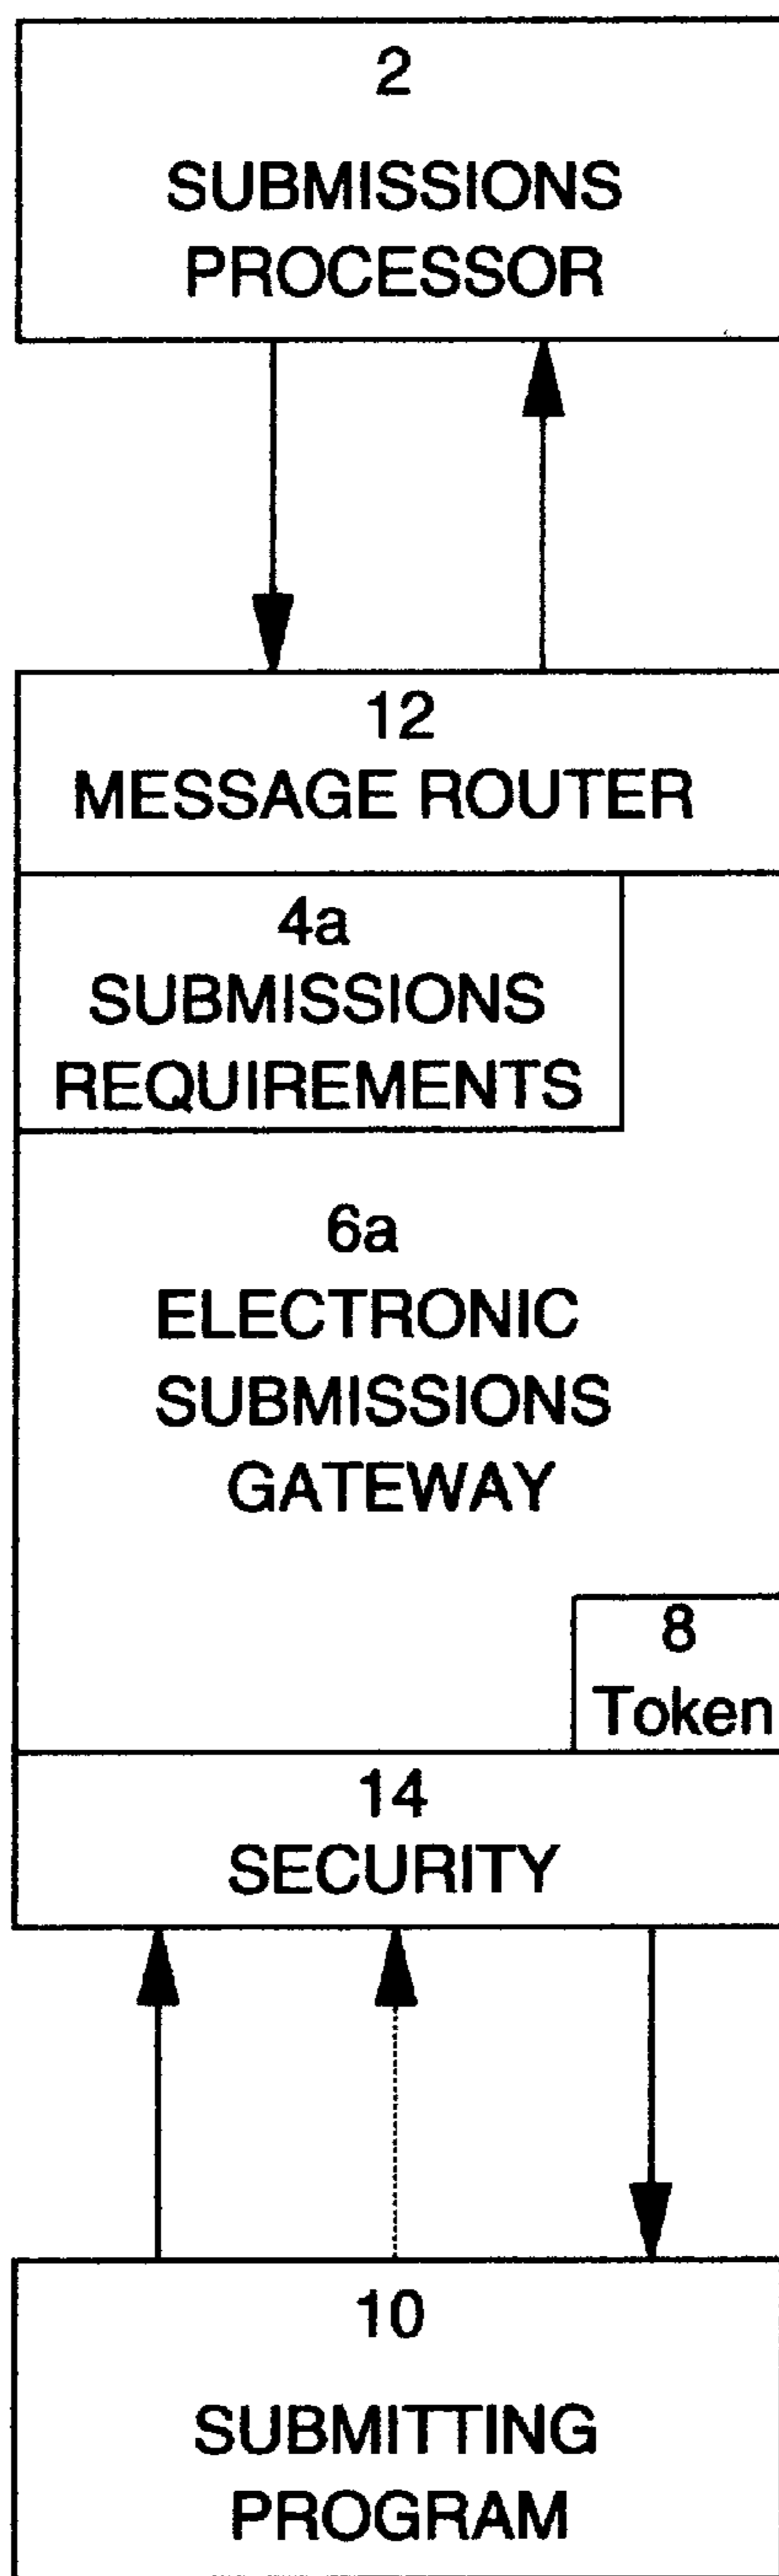 2
SUBMISSIONS
PROCESSOR
12
MESSAGE ROUTER
4a
SUBMISSIONS
REQUIREMENTS
6a
ELECTRONIC
SUBMISSIONS
GATEWAY
8
Token
14
SECURITY
10
SUBMITTING
PROGRAM